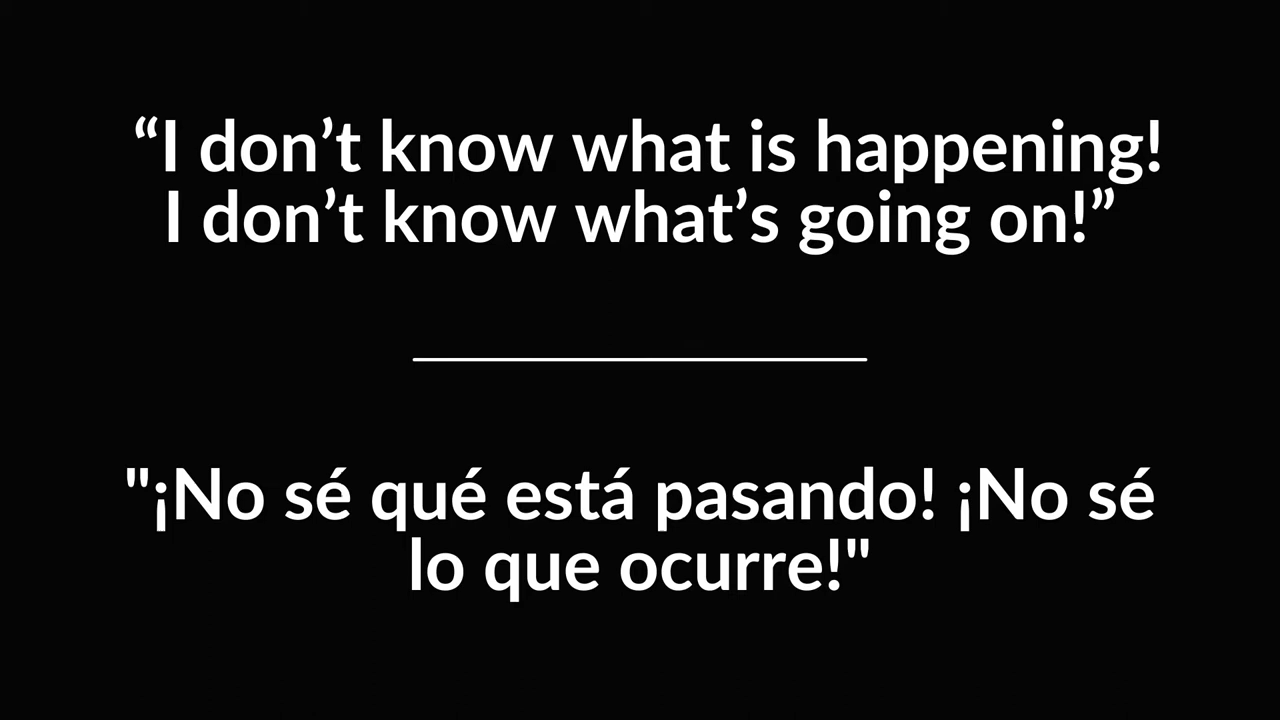 “I don’t know what is happening!
I don’t know what’s going on!”
"¡No sé qué está pasando! ¡No sé
lo que ocurre!"